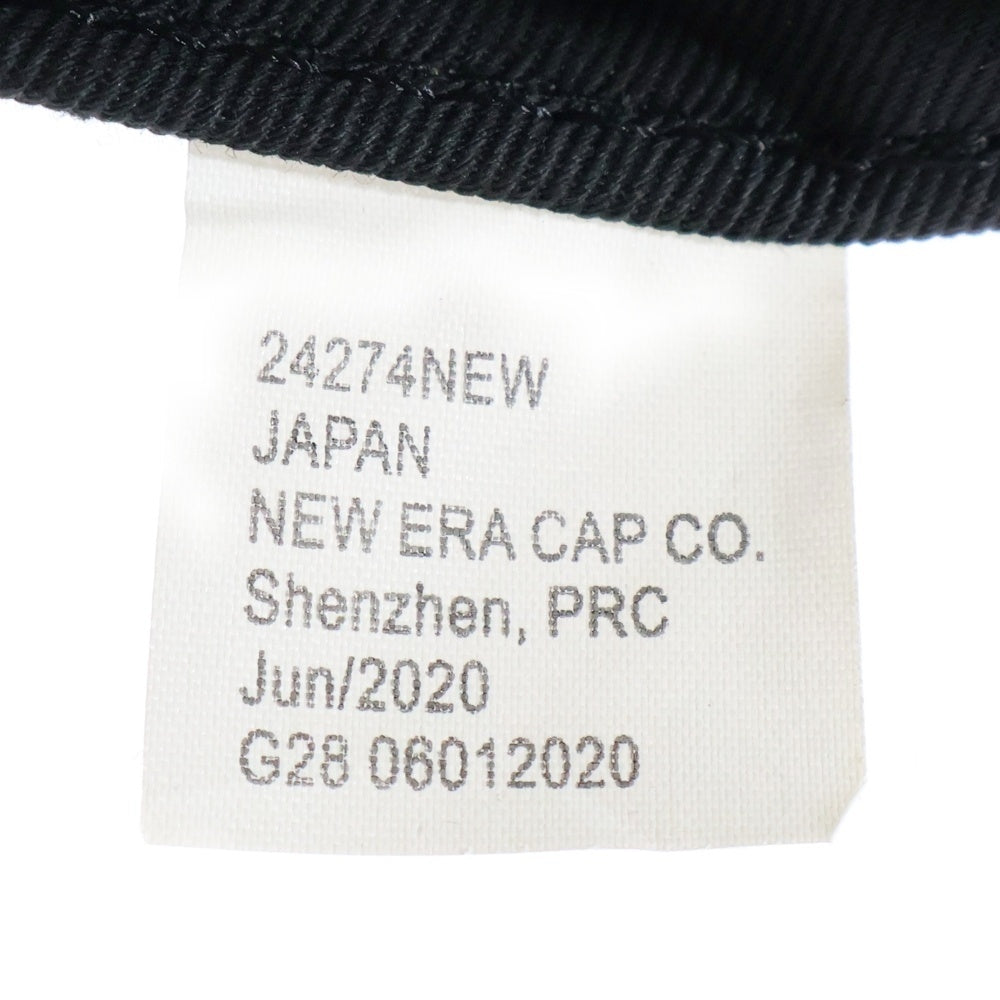 24274NEW
JAPAN
NEW ERA CAP CO.
Shenzhen, PRC
Jun/2020
G28 06012020